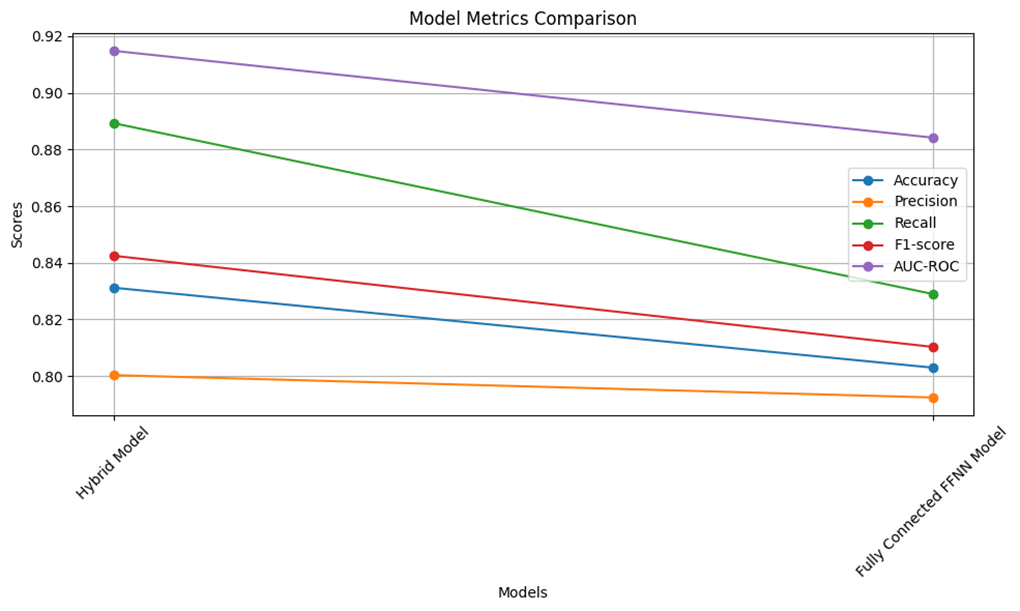 Model Metrics Comparison
0.92
0.90
0.88
0.86
0.84
0.82
0.80
Scores
Accuracy
Precision
Recall
F1-score
AUC-ROC
Hybrid Model
Fully Connected FFNN Model
Models